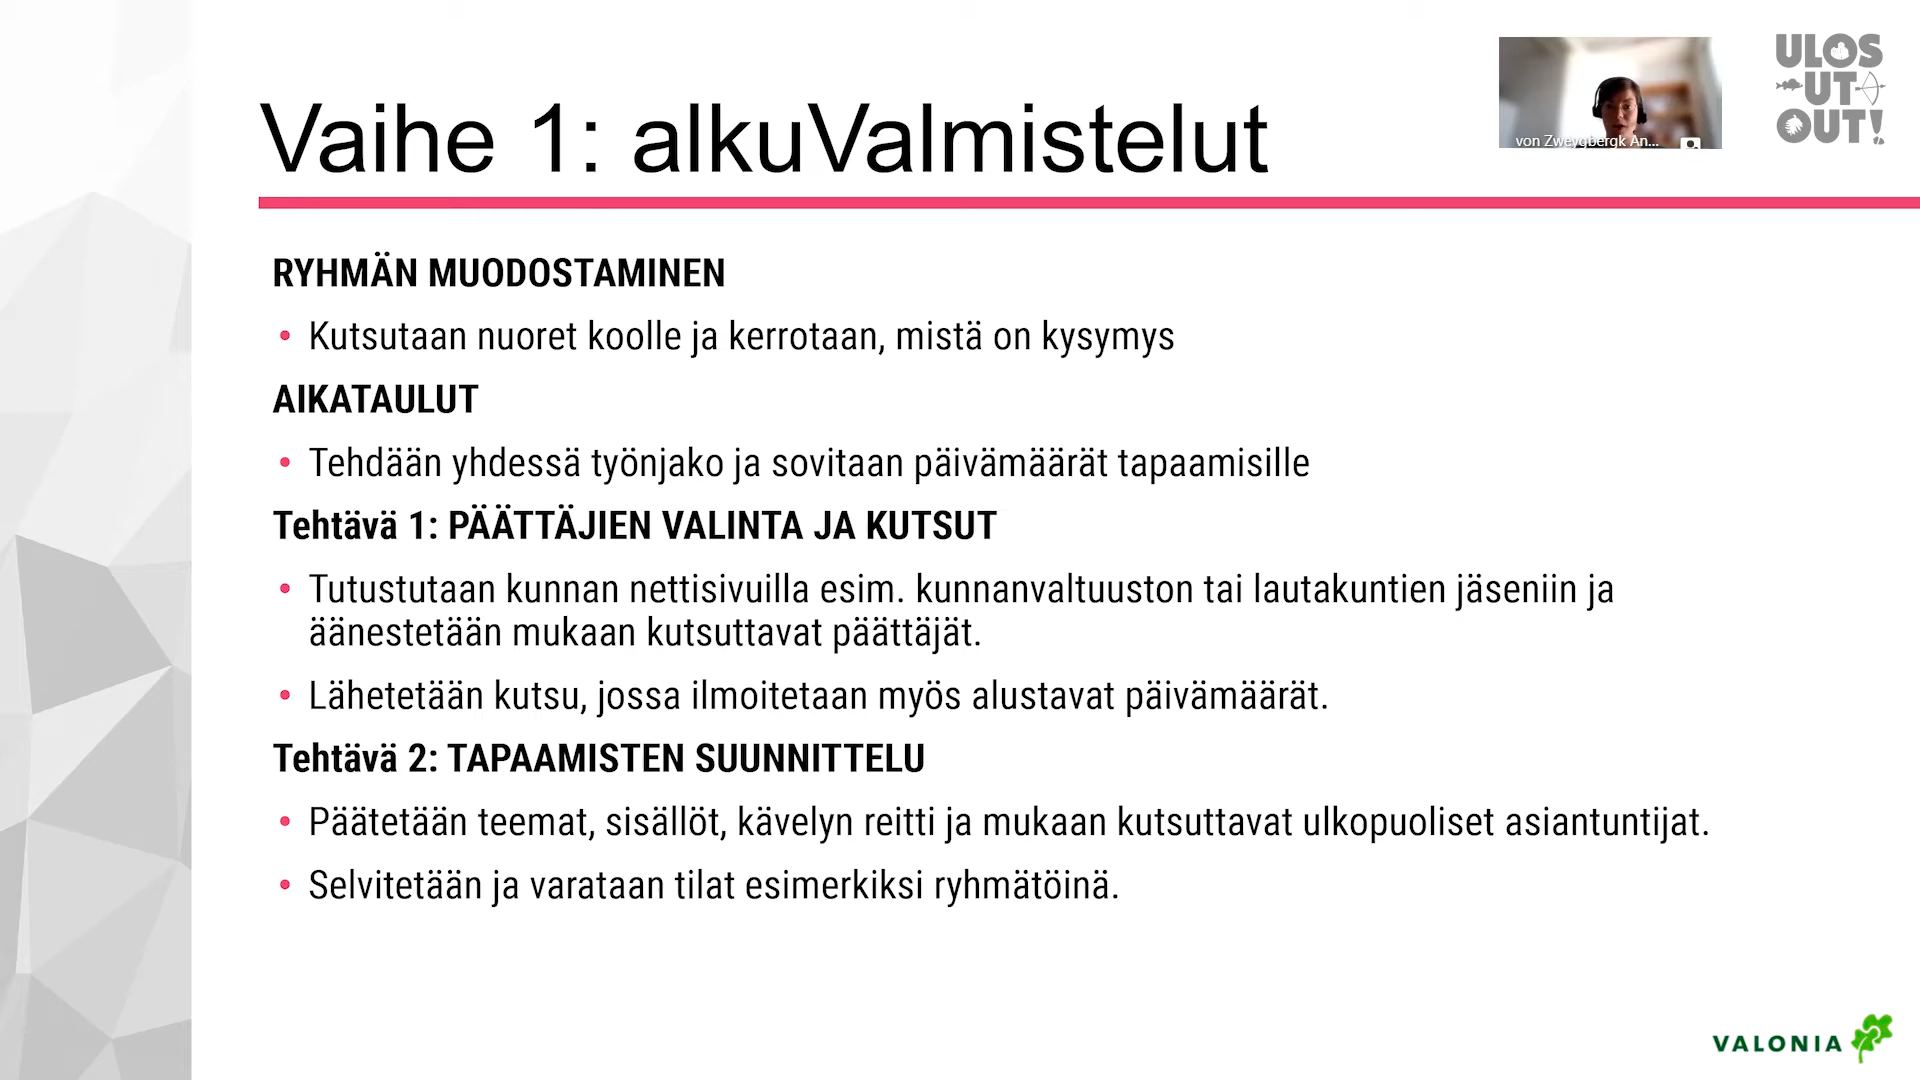 Vaihe 1: alkuValmistelut
von Zweygbergk An...
ULOS
UT
OUT!
RYHMÄN MUODOSTAMINEN
• Kutsutaan nuoret koolle ja kerrotaan, mistä on kysymys
AIKATAULUT
• Tehdään yhdessä työnjako ja sovitaan päivämäärät tapaamisille
Tehtävä 1: PÄÄTTÄJIEN VALINTA JA KUTSUT
• Tutustutaan kunnan nettisivuilla esim. kunnanvaltuuston tai lautakuntien jäseniin ja
äänestetään mukaan kutsuttavat päättäjät.
• Lähetetään kutsu, jossa ilmoitetaan myös alustavat päivämäärät.
Tehtävä 2: TAPAAMISTEN SUUNNITTELU
• Päätetään teemat, sisällöt, kävelyn reitti ja mukaan kutsuttavat ulkopuoliset asiantuntijat.
• Selvitetään ja varataan tilat esimerkiksi ryhmätöinä.
VALONIA